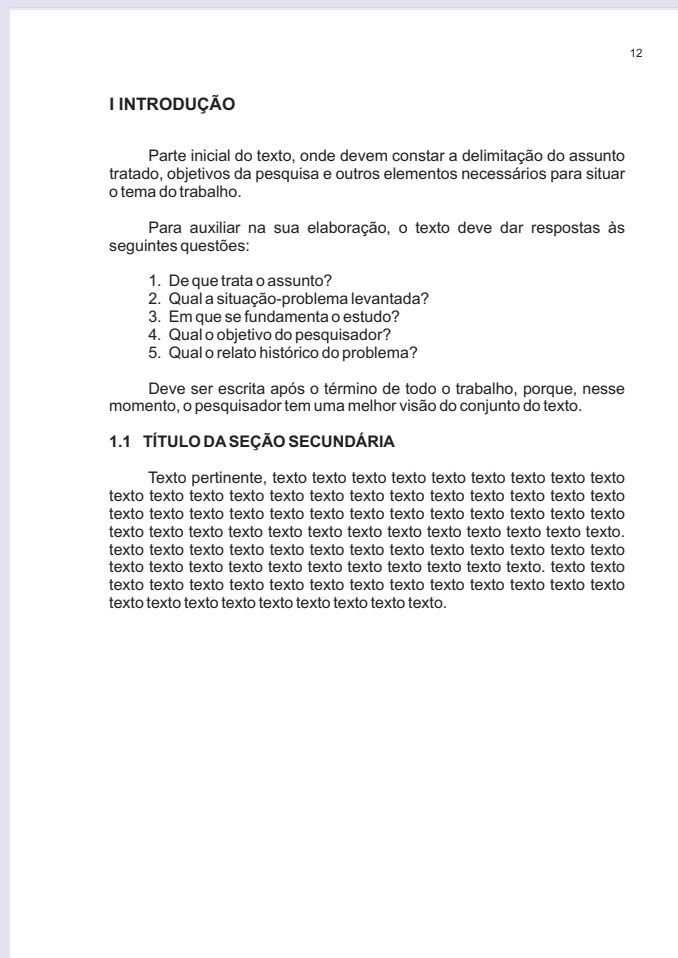 12
I INTRODUÇÃO
Parte inicial do texto, onde devem constar a delimitação do assunto
tratado, objetivos da pesquisa e outros elementos necessários para situar
o tema do trabalho.
Para auxiliar na sua elaboração, o texto deve dar respostas às
seguintes questões:
1. De que trata o assunto?
2. Qual a situação-problema levantada?
3. Em que se fundamenta o estudo?
4. Qual o objetivo do pesquisador?
5. Qual o relato histórico do problema?
Deve ser escrita após o término de todo o trabalho, porque, nesse
momento, o pesquisador tem uma melhor visão do conjunto do texto.
1.1 TÍTULO DA SEÇÃO SECUNDÁRIA
Texto pertinente, texto texto texto texto texto texto texto texto texto
texto texto texto texto texto texto texto texto texto texto texto texto texto
texto texto texto texto texto texto texto texto texto texto texto texto texto
texto texto texto texto texto texto texto texto texto texto texto texto texto.
texto texto texto texto texto texto texto texto texto texto texto texto texto
texto texto texto texto texto texto texto texto texto texto texto. texto texto
texto texto texto texto texto texto texto texto texto texto texto texto texto
texto texto texto texto texto texto texto texto texto.